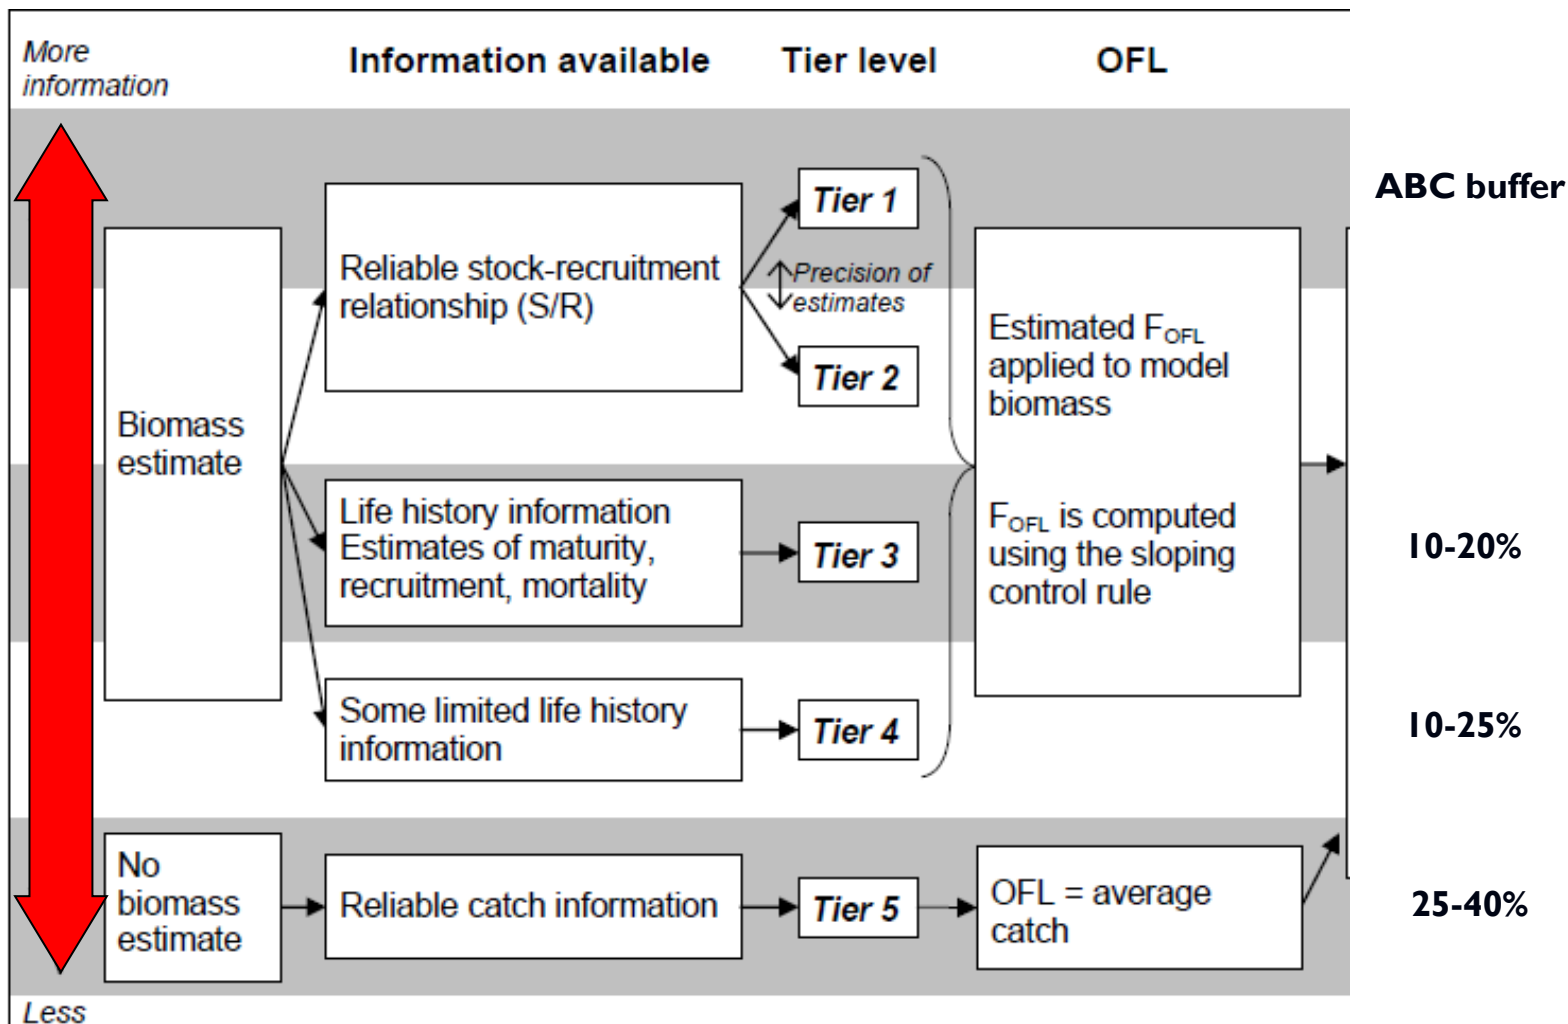 More
information
Information available
Tier level
OFL
ABC buffer
Tier 1
Reliable stock-recruitment
relationship (S/R)
Precision of
estimates
Tier 2
Biomass
estimate
Estimated FOFL
applied to model
biomass
FOFL is computed
using the sloping
control rule
Life history information
Estimates of maturity,
recruitment, mortality
Tier 3
10-20%
Some limited life history
information
Tier 4
10-25%
No
biomass
estimate
Reliable catch information
Tier 5
OFL = average
catch
25-40%
Less